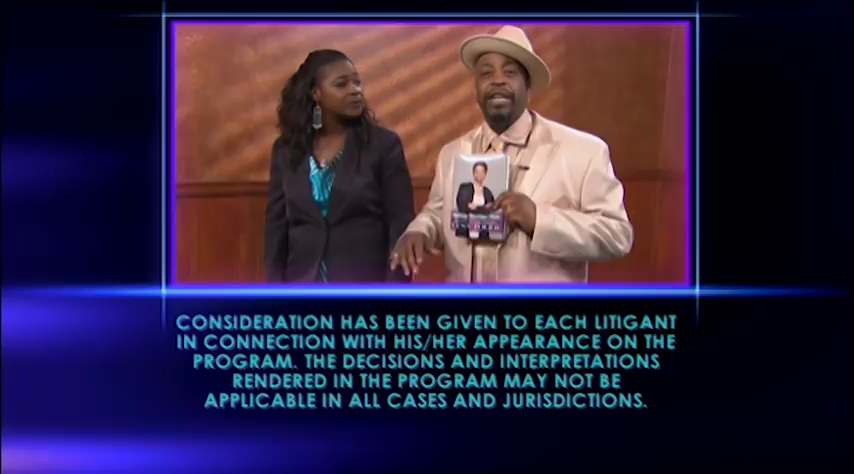 CONSIDERATION HAS BEEN GIVEN TO EACH LITIGANT
IN CONNECTION WITH HIS/HER APPEARANCE ON THE
PROGRAM. THE DECISIONS AND INTERPRETATIONS
RENDERED IN THE PROGRAM MAY NOT BE
APPLICABLE IN ALL CASES AND JURISDICTIONS.